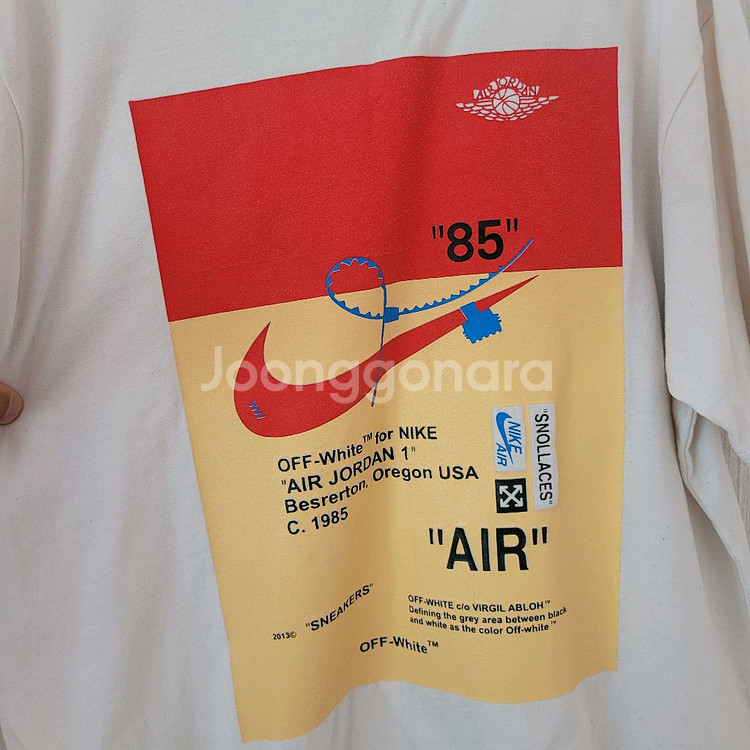 AIR JORDAN
"85"
Joonggonara
OFF-White™ for NIKE
"AIR JORDAN 1"
Besrerton, Oregon USA
C. 1985
NIKE
AIR
"SNOLLACES"
"AIR"
OFF-WHITE c/o VIRGIL ABLOH™
Defining the grey area between black
and white as the color Off-white™
2013© "SNEAKERS"
OFF-White™